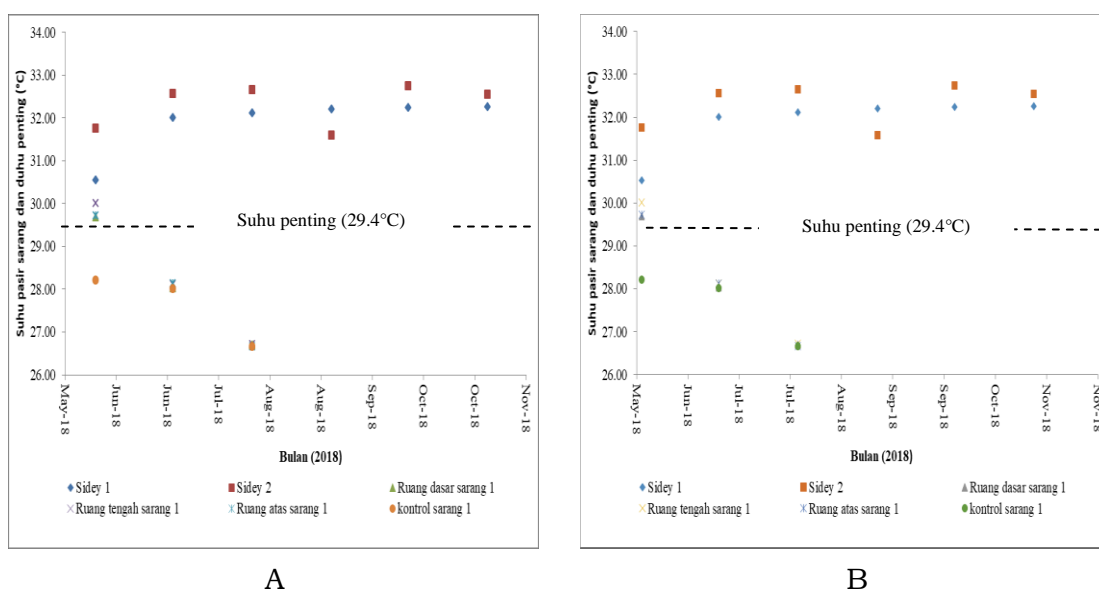 34.00
33.00
32.00
31.00
30.00
29.00
28.00
27.00
26.00
Suhu pasir sarang dan duhu penting (°C)
Suhu penting (29.4°C)
May-18
Jun-18
Jun-18
Jul-18
Aug-18
Aug-18
Sep-18
Oct-18
Oct-18
Nov-18
Bulan (2018)
Sidey 1
Sidey 2
Ruang dasar sarang 1
Ruang tengah sarang 1
Ruang atas sarang 1
kontrol sarang 1
A
34.00
33.00
32.00
31.00
30.00
29.00
28.00
27.00
26.00
Suhu pasir sarang dan duhu penting (°C)
Suhu penting (29.4°C)
May-18
Jun-18
Jul-18
Jul-18
Aug-18
Sep-18
Sep-18
Oct-18
Nov-18
Nov-18
Bulan (2018)
Sidey 1
Sidey 2
Ruang dasar sarang 1
Ruang tengah sarang 1
Ruang atas sarang 1
kontrol sarang 1
B